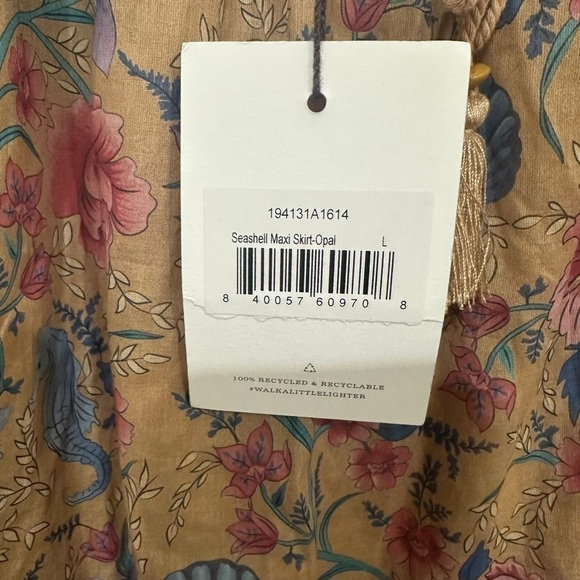 194131A1614
Seashell Maxi Skirt-Opal L
8 40057 60970 8
100% RECYCLED & RECYCLABLE
#WALKALITTLELIGHTER